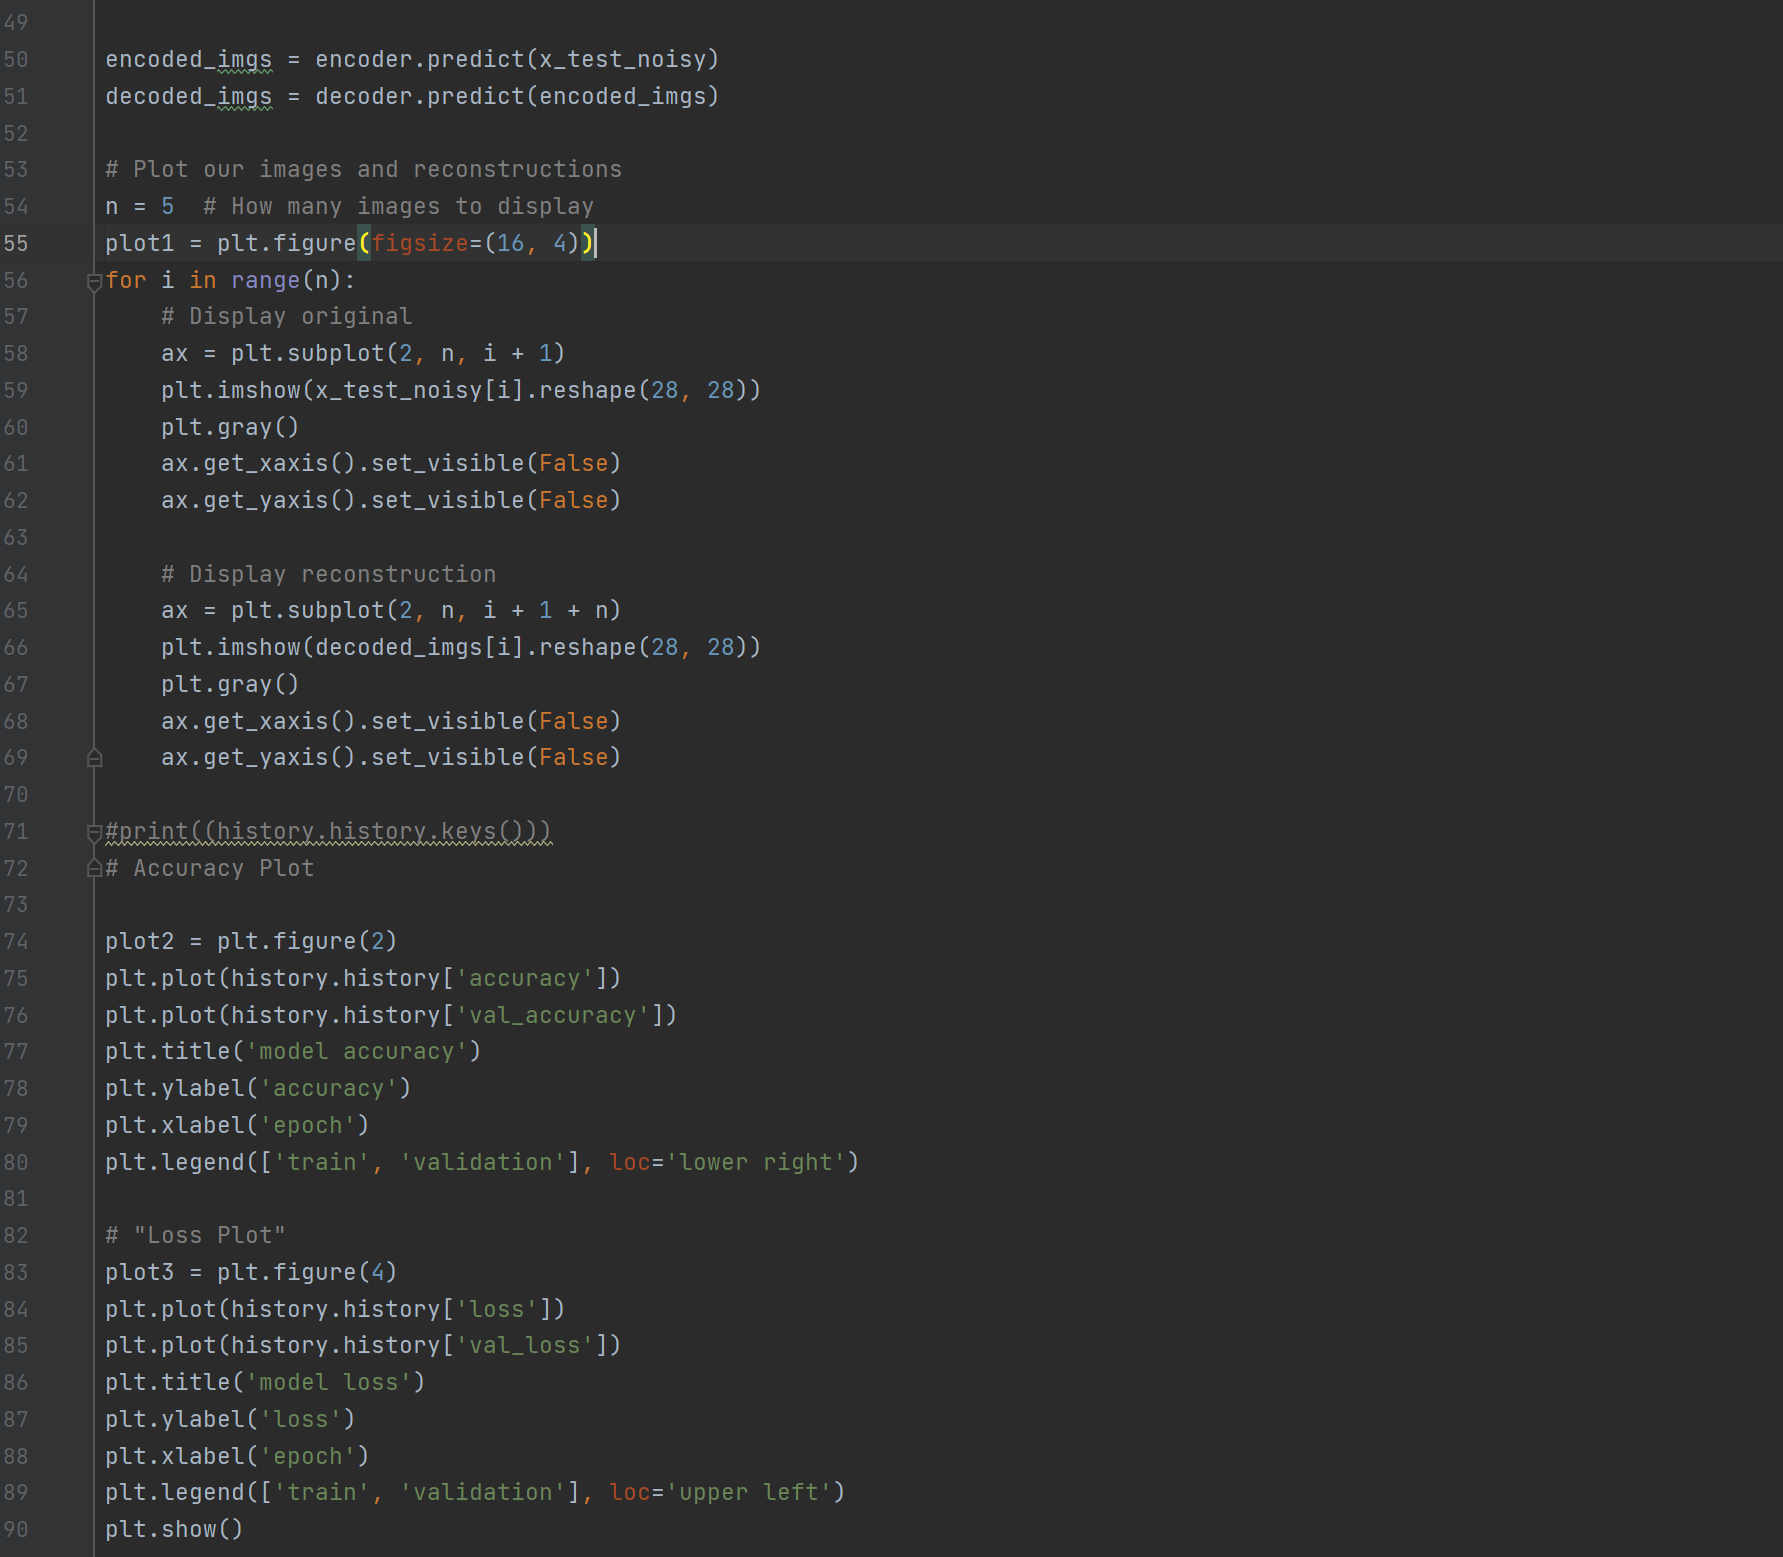 49
50 encoded_imgs = encoder.predict(x_test_noisy)
51 decoded_imgs = decoder.predict(encoded_imgs)
52
53 # Plot our images and reconstructions
54 n = 5  # How many images to display
55 plot1 = plt.figure(figsize=(16, 4))
56 for i in range(n):
57     # Display original
58     ax = plt.subplot(2, n, i + 1)
59     plt.imshow(x_test_noisy[i].reshape(28, 28))
60     plt.gray()
61     ax.get_xaxis().set_visible(False)
62     ax.get_yaxis().set_visible(False)
63
64     # Display reconstruction
65     ax = plt.subplot(2, n, i + 1 + n)
66     plt.imshow(decoded_imgs[i].reshape(28, 28))
67     plt.gray()
68     ax.get_xaxis().set_visible(False)
69     ax.get_yaxis().set_visible(False)
70
71 #print((history.history.keys()))
72 # Accuracy Plot
73
74 plot2 = plt.figure(2)
75 plt.plot(history.history['accuracy'])
76 plt.plot(history.history['val_accuracy'])
77 plt.title('model accuracy')
78 plt.ylabel('accuracy')
79 plt.xlabel('epoch')
80 plt.legend(['train', 'validation'], loc='lower right')
81
82 # "Loss Plot"
83 plot3 = plt.figure(4)
84 plt.plot(history.history['loss'])
85 plt.plot(history.history['val_loss'])
86 plt.title('model loss')
87 plt.ylabel('loss')
88 plt.xlabel('epoch')
89 plt.legend(['train', 'validation'], loc='upper left')
90 plt.show()